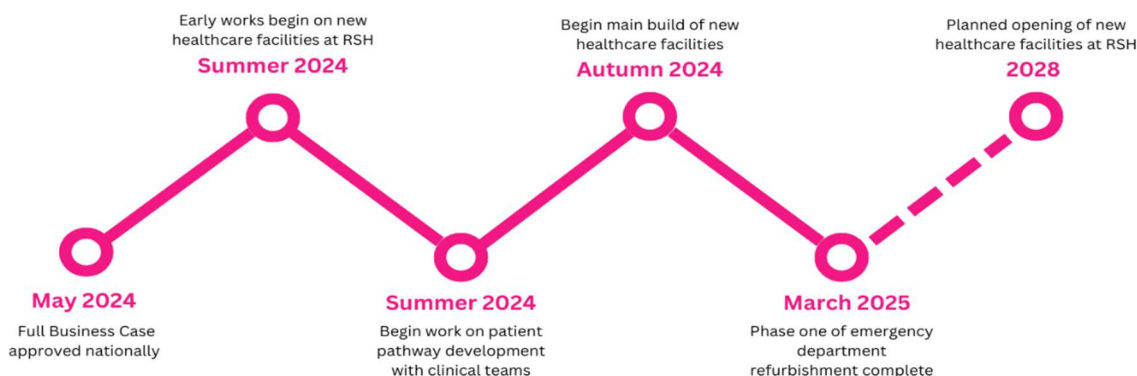 May 2024
Full Business Case
approved nationally
Early works begin on new
healthcare facilities at RSH
Summer 2024
Summer 2024
Begin work on patient
pathway development
with clinical teams
Begin main build of new
healthcare facilities
Autumn 2024
March 2025
Phase one of emergency
department
refurbishment complete
Planned opening of new
healthcare facilities at RSH
2028